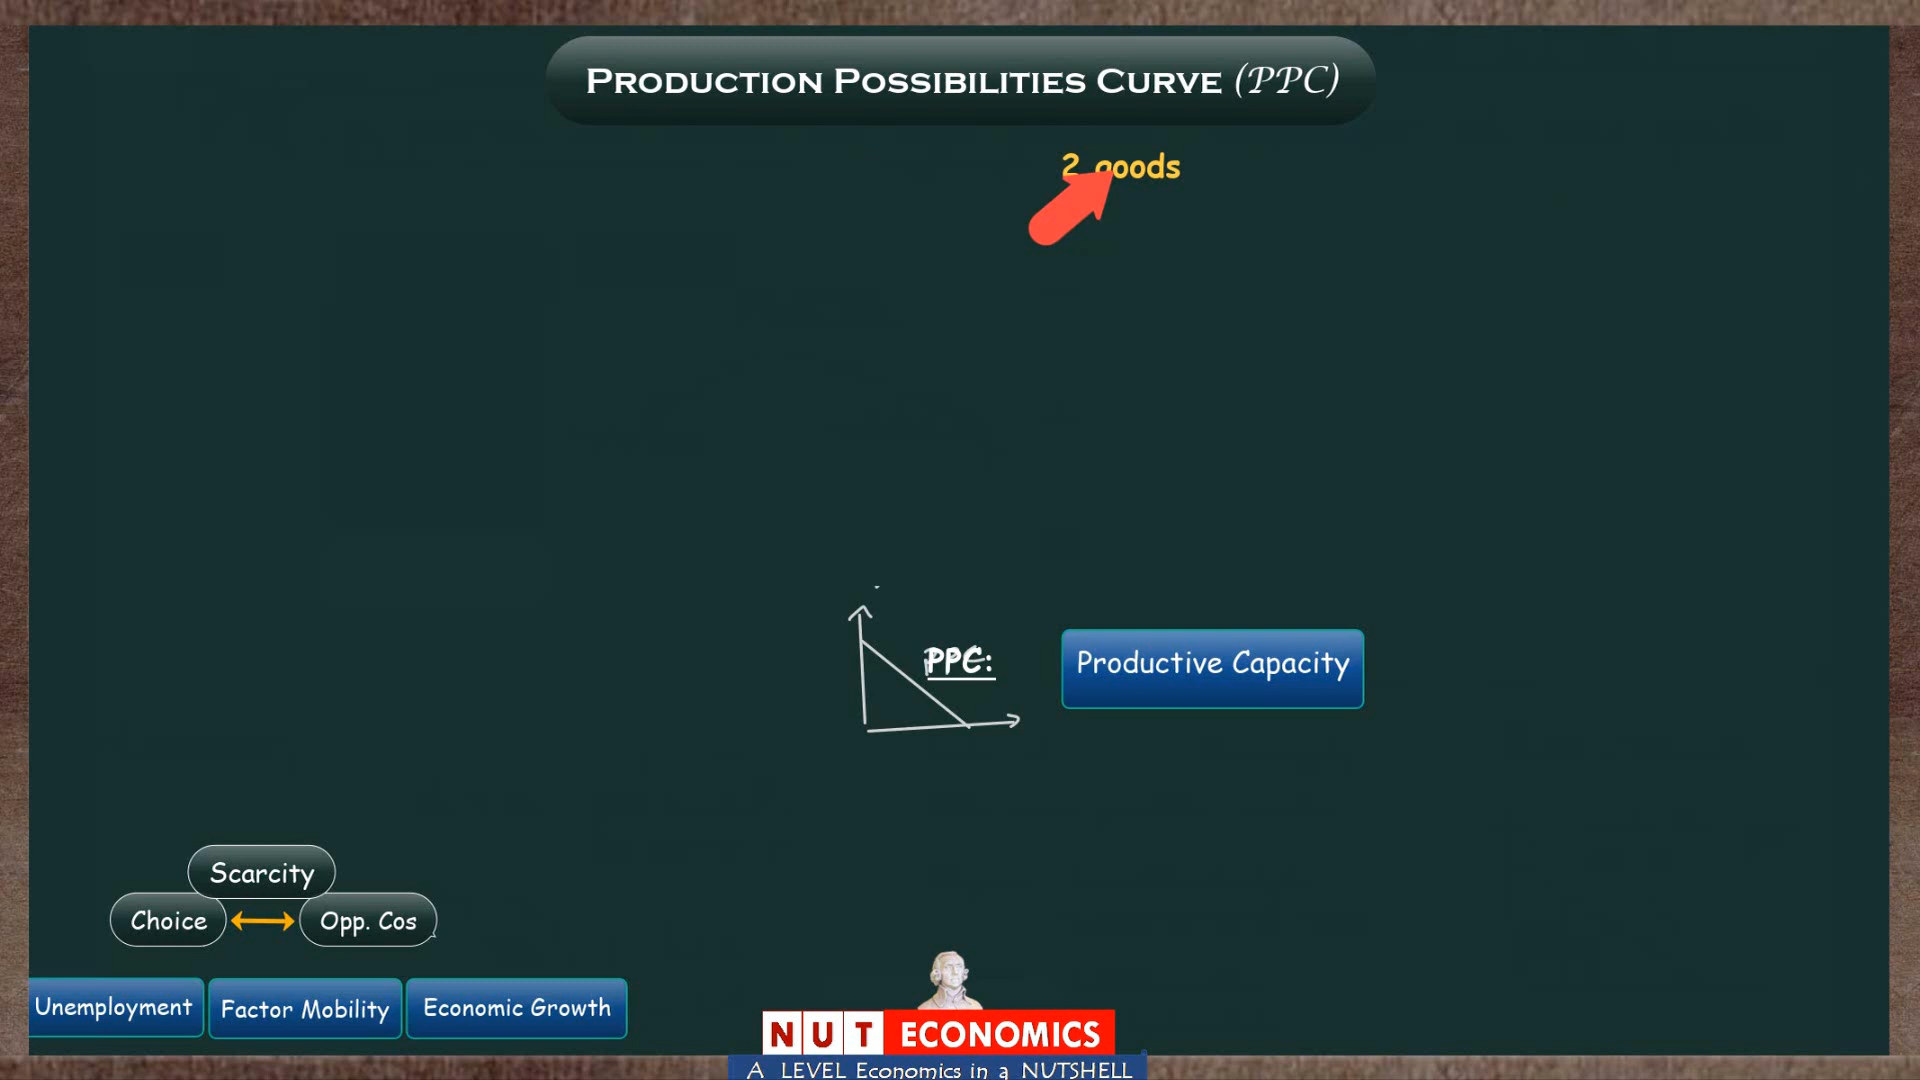 PRODUCTION POSSIBILITIES CURVE (PPC)
2 goods
PPC:
Productive Capacity
Scarcity
Choice
Opp. Cos
Unemployment
Factor Mobility
Economic Growth
NUT ECONOMICS
A LEVEL Economics in a NUTSHELL